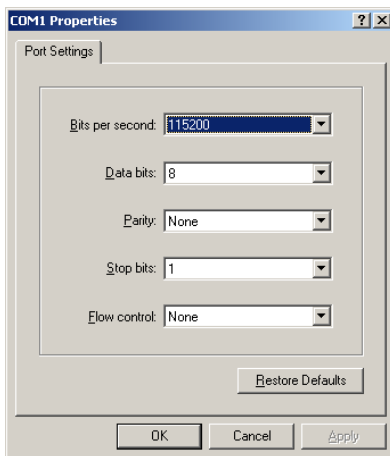 COM1 Properties
Port Settings
Bits per second: 115200
Data bits: 8
Parity: None
Stop bits: 1
Flow control: None
Restore Defaults
OK Cancel Apply